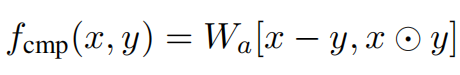 f_cmp(x, y) = W_a[x − y, x ⊙ y]